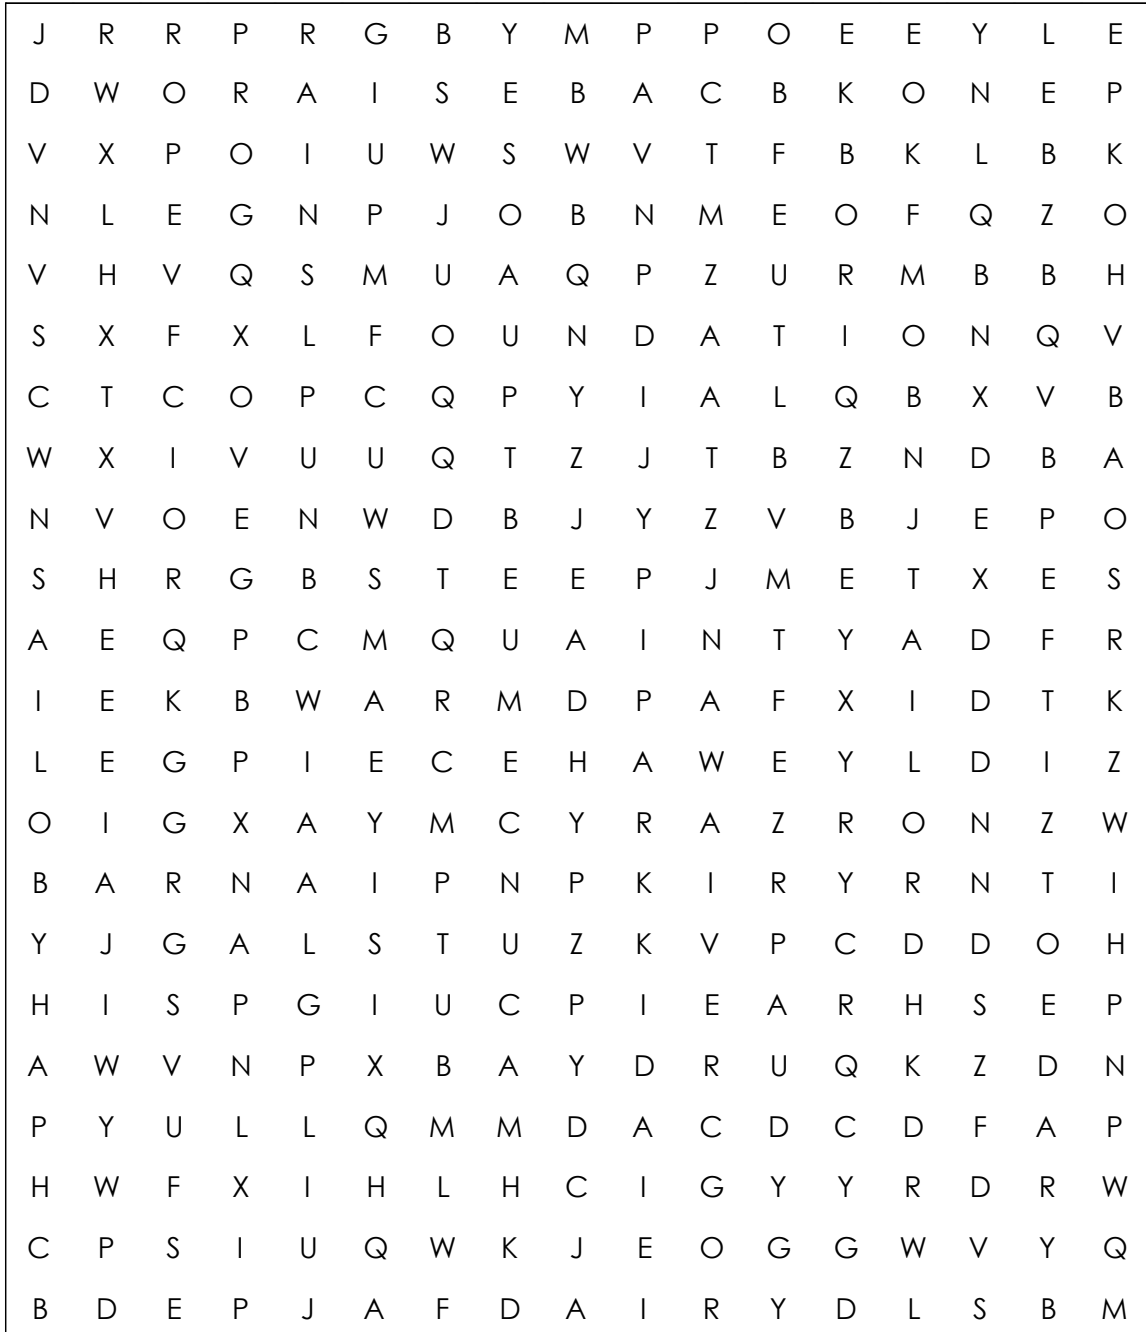 J R R P R G B Y M P P O E E Y L E
D W O R A I S E B A C B K O N E P
V X P O I U W S W V T F B K L B K
N L E G N P J O B N M E O F Q Z O
V H V Q S M U A Q P Z U R M B B H
S X F X L F O U N D A T I O N Q V
C T C O P C Q P Y I A L Q B X V B
W X I V U U Q T Z J T B Z N D B A
N V O E N W D B J Y Z V B J E P O
S H R G B S T E E P J M E T X E S
A E Q P C M Q U A I N T Y A D F R
I E K B W A R M D P A F X I D T K
L E G P I E C E H A W E Y L D I Z
O I G X A Y M C Y R A Z R O N Z W
B A R N A I P N P K I R Y R N T I
Y J G A L S T U Z K V P C D D O H
H I S P G I U C P I E A R H S E P
A W V N P X B A Y D R U Q K Z D N
P Y U L L Q M M D A C D C D F A P
H W F X I H L H C I G Y Y R D R W
C P S I U Q W K J E O G G W V Y Q
B D E P J A F D A I R Y D L S B M